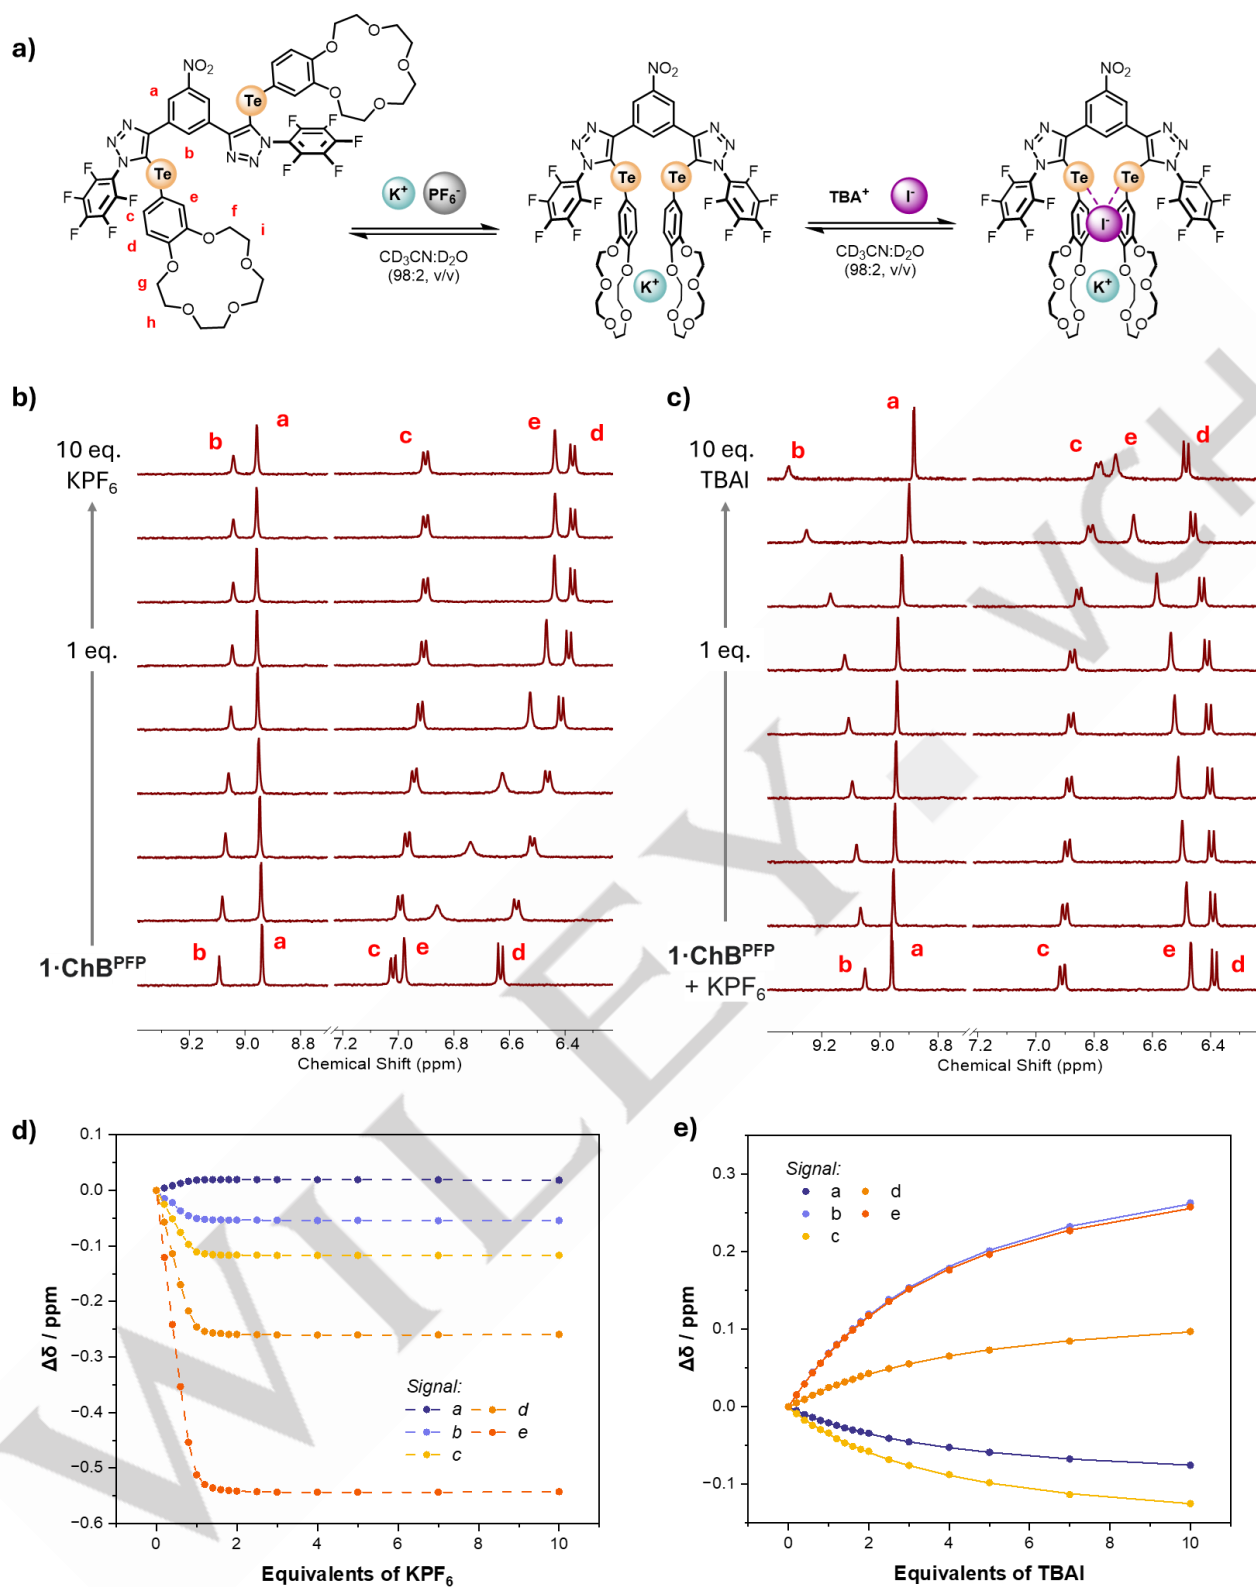 a)
NO₂
a
b
Te
Te
N N N
N N N
N
F F F F F
F F F F F
e
c
d
f
i
g
h
O O O O O
O O O O O
K⁺ PF₆⁻
CD₃CN:D₂O
(98:2, v/v)
NO₂
N N N
N N N
Te Te
F F F F F
F F F F F
O O O O O
O O O O O
K⁺
TBA⁺ I⁻
CD₃CN:D₂O
(98:2, v/v)
NO₂
N N N
N N N
Te Te
F F F F F
F F F F F
I⁻
O O O O O
O O O O O
K⁺
b)
10 eq.
KPF₆
1 eq.
1·ChBᴾᶠᴾ
b a c e d
b a c e d
9.2 9.0 8.8 7.2 7.0 6.8 6.6 6.4
Chemical Shift (ppm)
c)
10 eq.
TBAI
1 eq.
1·ChBᴾᶠᴾ
+ KPF₆
b a c e d
b a c e d
9.2 9.0 8.8 7.2 7.0 6.8 6.6 6.4
Chemical Shift (ppm)
d)
0.1
0.0
−0.1
−0.2
−0.3
−0.4
−0.5
−0.6
Δδ / ppm
Signal:
a d
b e
c
0 2 4 6 8 10
Equivalents of KPF₆
e)
0.3
0.2
0.1
0.0
−0.1
Δδ / ppm
Signal:
a d
b e
c
0 2 4 6 8 10
Equivalents of TBAI
WILEY · VCH